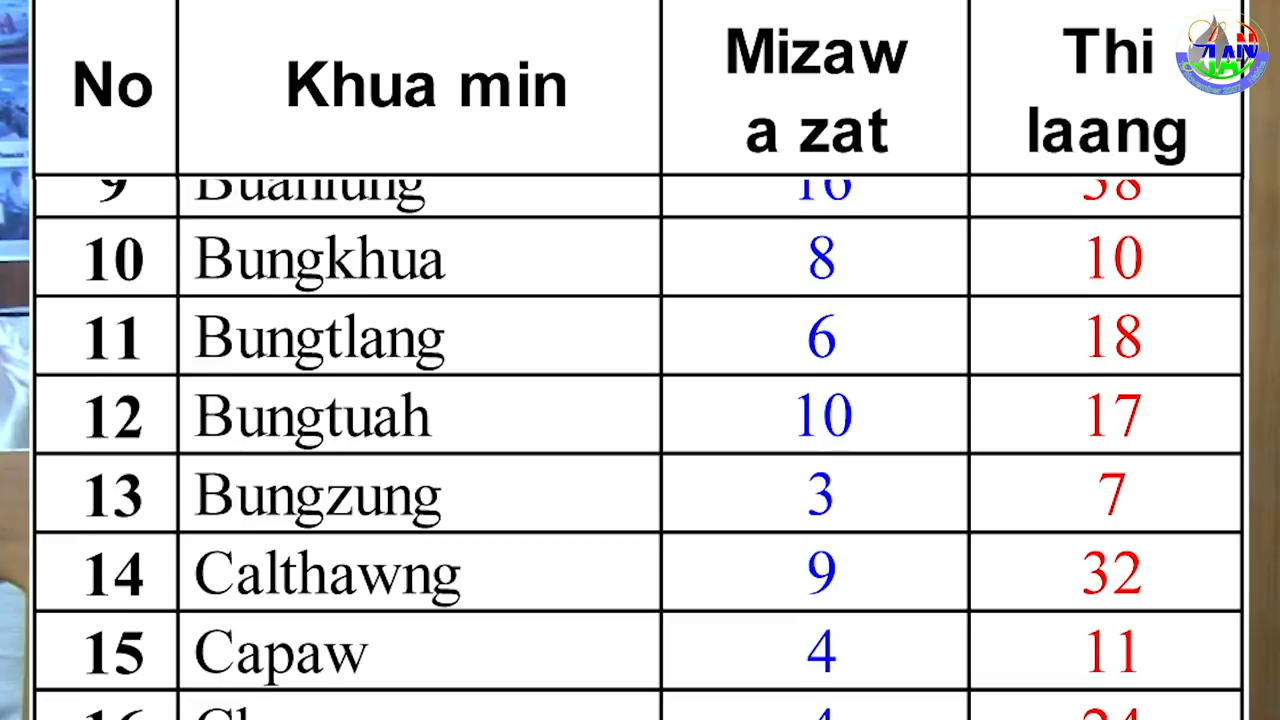 No Khua min Mizaw a zat Thi laang
10 Bungkhua 8 10
11 Bungtlang 6 18
12 Bungtuah 10 17
13 Bungzung 3 7
14 Calthawng 9 32
15 Capaw 4 11